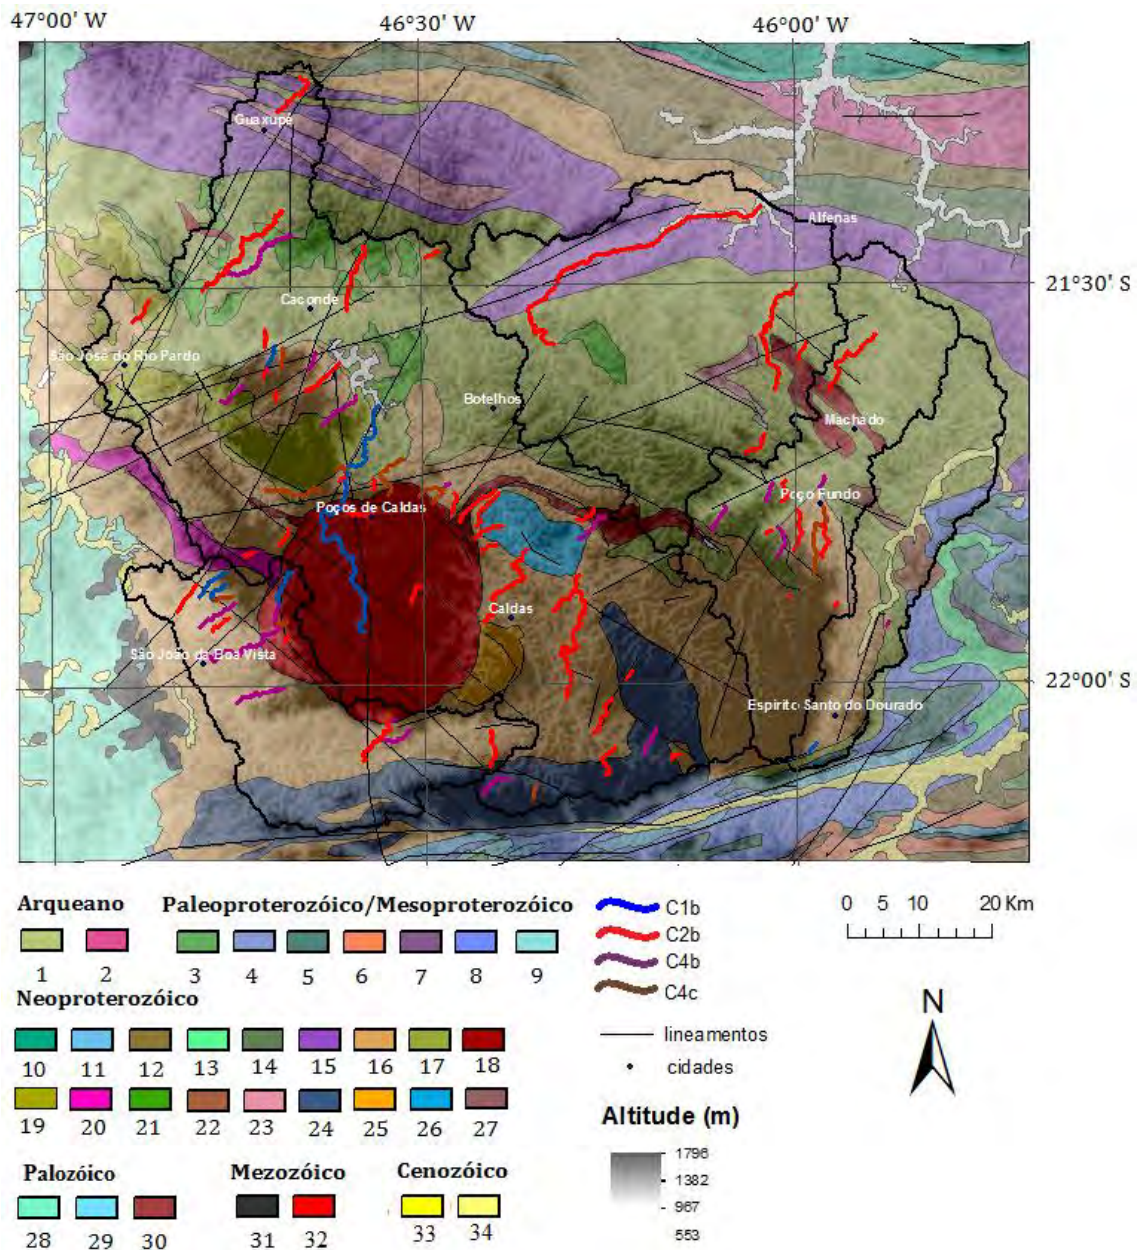 47°00' W 46°30' W 46°00' W
Guaxupé
Alfenas
21°30' S
Caconde
São José do Rio Pardo
Botelhos
Machado
Poço Fundo
Poços de Caldas
Caldas
São João da Boa Vista
22°00' S
Espirito Santo do Dourado
Arqueano Paleoproterozóico/Mesoproterozóico
1 2 3 4 5 6 7 8 9
Neoproterozóico
10 11 12 13 14 15 16 17 18
19 20 21 22 23 24 25 26 27
Palozóico Mezozóico Cenozóico
28 29 30 31 32 33 34
C1b
C2b
C4b
C4c
lineamentos
cidades
Altitude (m)
1796
1382
967
553
0 5 10 20 Km
N